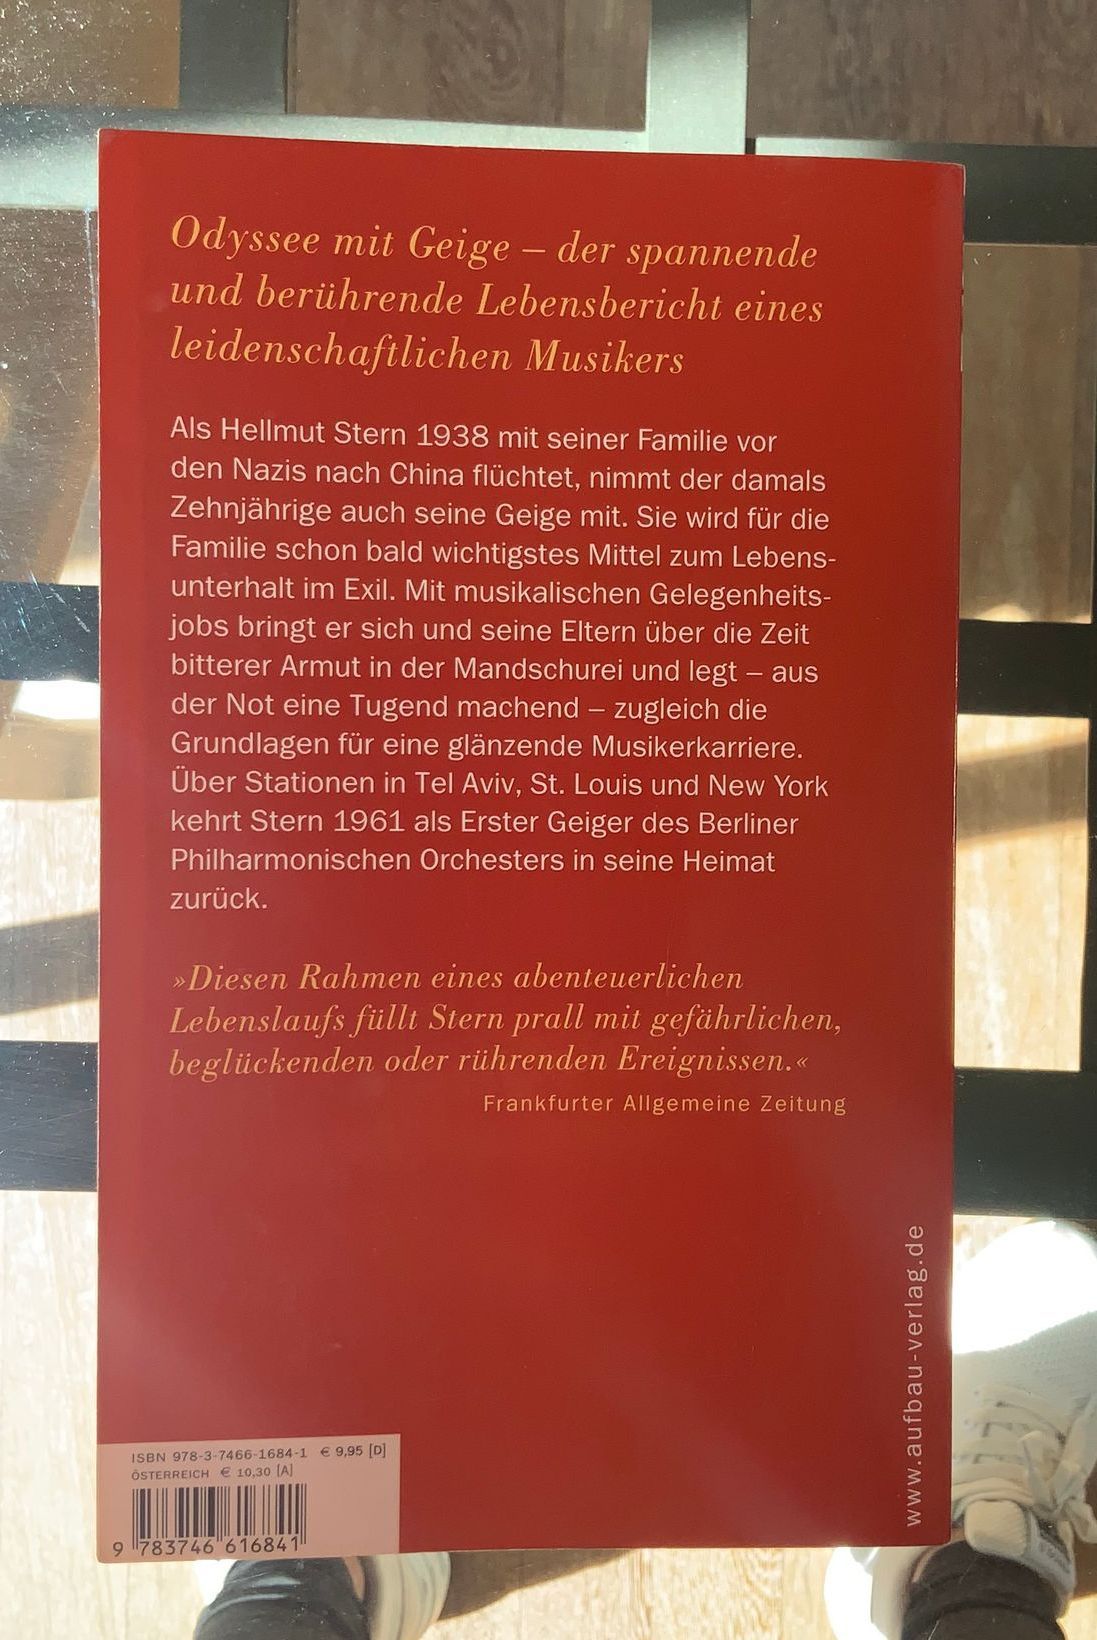 Odyssee mit Geige – der spannende
und berührende Lebensbericht eines
leidenschaftlichen Musikers
Als Hellmut Stern 1938 mit seiner Familie vor
den Nazis nach China flüchtet, nimmt der damals
Zehnjährige auch seine Geige mit. Sie wird für die
Familie schon bald wichtigstes Mittel zum Lebens-
unterhalt im Exil. Mit musikalischen Gelegenheits-
jobs bringt er sich und seine Eltern über die Zeit
bitterer Armut in der Mandschurei und legt – aus
der Not eine Tugend machend – zugleich die
Grundlagen für eine glänzende Musikerkarriere.
Über Stationen in Tel Aviv, St. Louis und New York
kehrt Stern 1961 als Erster Geiger des Berliner
Philharmonischen Orchesters in seine Heimat
zurück.
»Diesen Rahmen eines abenteuerlichen
Lebenslaufs füllt Stern prall mit gefährlichen,
beglückenden oder rührenden Ereignissen.«
Frankfurter Allgemeine Zeitung
www.aufbau-verlag.de
ISBN 978-3-7466-1684-1 € 9,95 [D]
ÖSTERREICH € 10,30 [A]
9 783746 616841